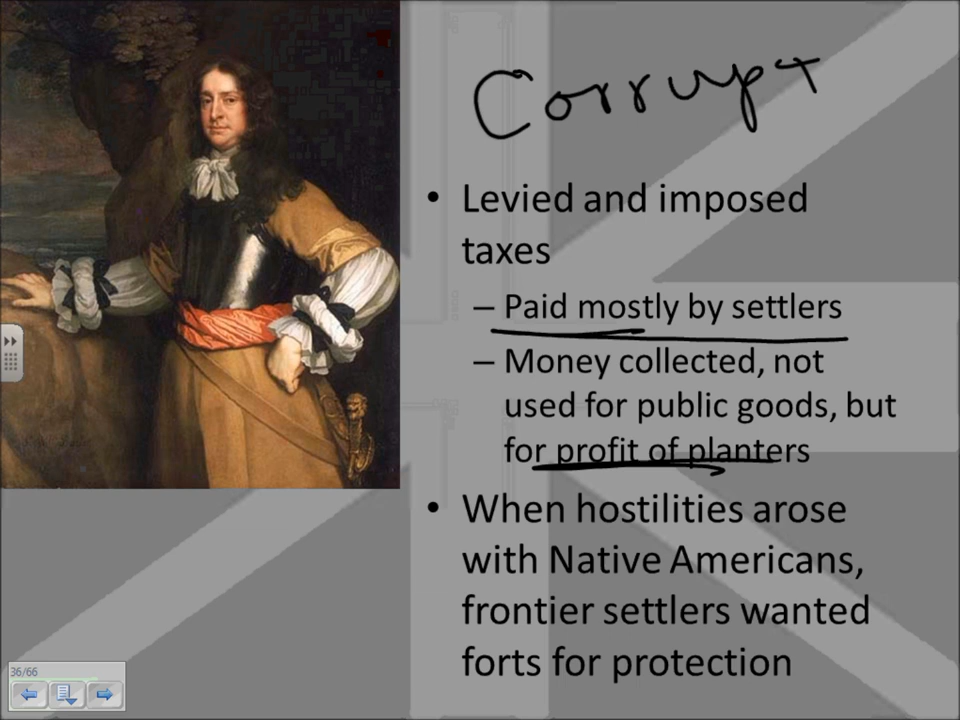 Corrupt
• Levied and imposed
taxes
– Paid mostly by settlers
– Money collected, not
used for public goods, but
for profit of planters
• When hostilities arose
with Native Americans,
frontier settlers wanted
forts for protection
36/66